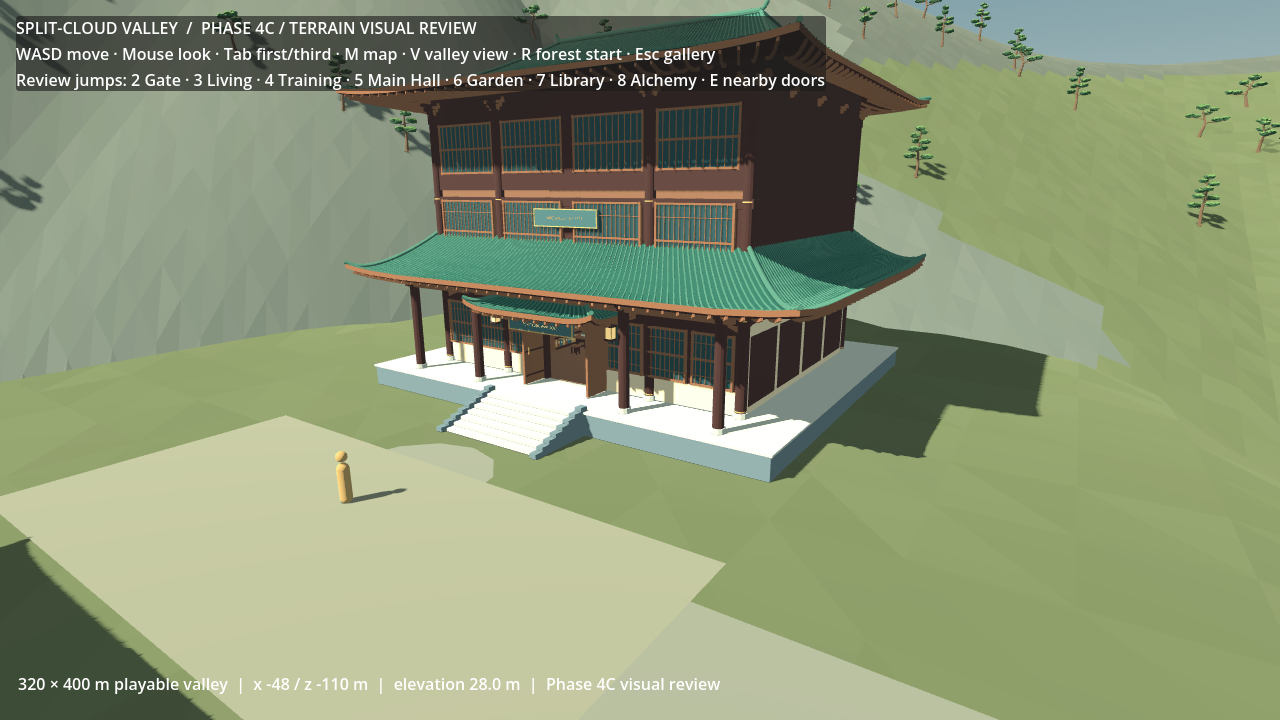 SPLIT-CLOUD VALLEY / PHASE 4C / TERRAIN VISUAL REVIEW
WASD move · Mouse look · Tab first/third · M map · V valley view · R forest start · Esc gallery
Review jumps: 2 Gate · 3 Living · 4 Training · 5 Main Hall · 6 Garden · 7 Library · 8 Alchemy · E nearby doors
320 × 400 m playable valley | x -48 / z -110 m | elevation 28.0 m | Phase 4C visual review